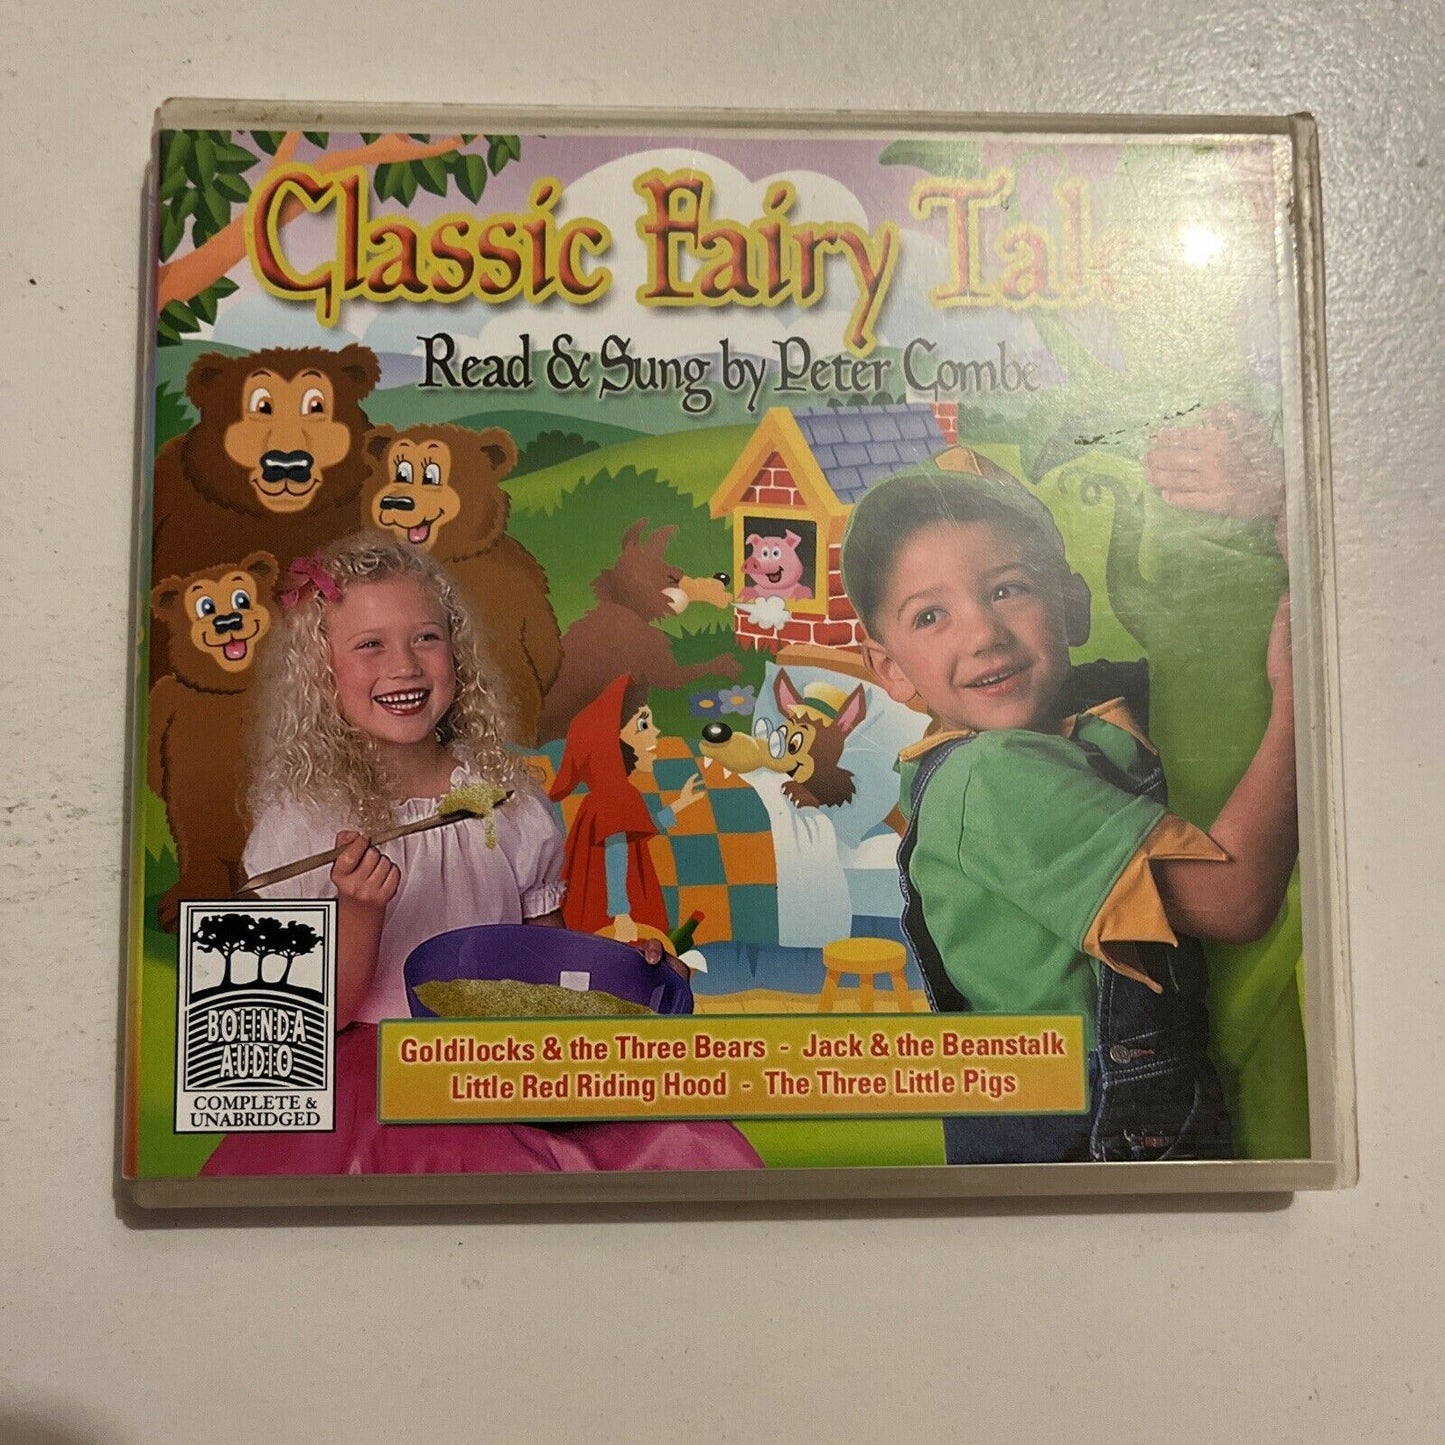 Classic Fairy Tal
Read & Sung by Peter Combe
BOLINDA
AUDIO
COMPLETE &
UNABRIDGED
Goldilocks & the Three Bears - Jack & the Beanstalk
Little Red Riding Hood - The Three Little Pigs